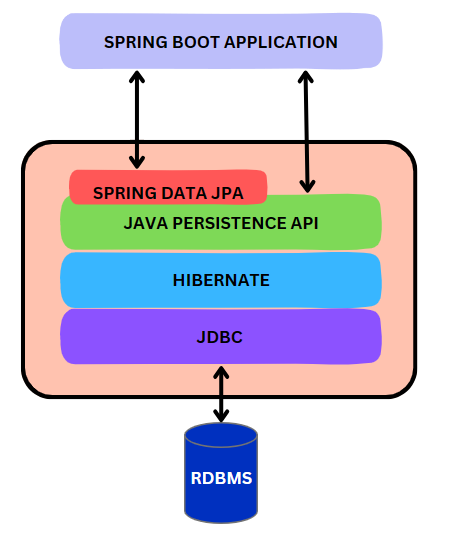 SPRING BOOT APPLICATION
SPRING DATA JPA
JAVA PERSISTENCE API
HIBERNATE
JDBC
RDBMS